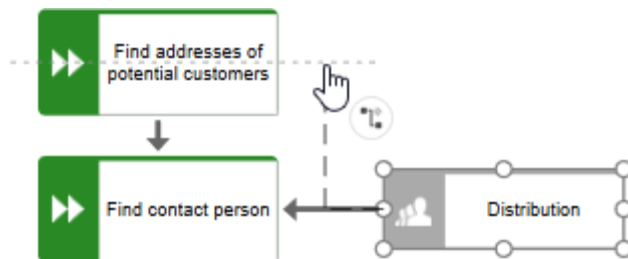 Find addresses of
potential customers
Find contact person
Distribution